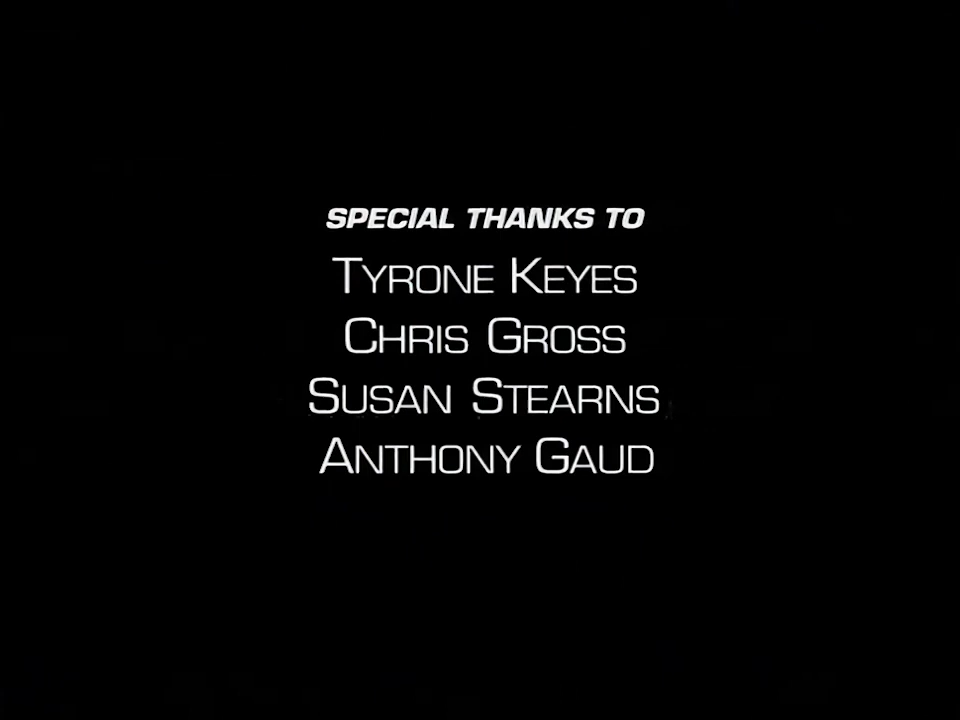 SPECIAL THANKS TO
TYRONE KEYES
CHRIS GROSS
SUSAN STEARNS
ANTHONY GAUD